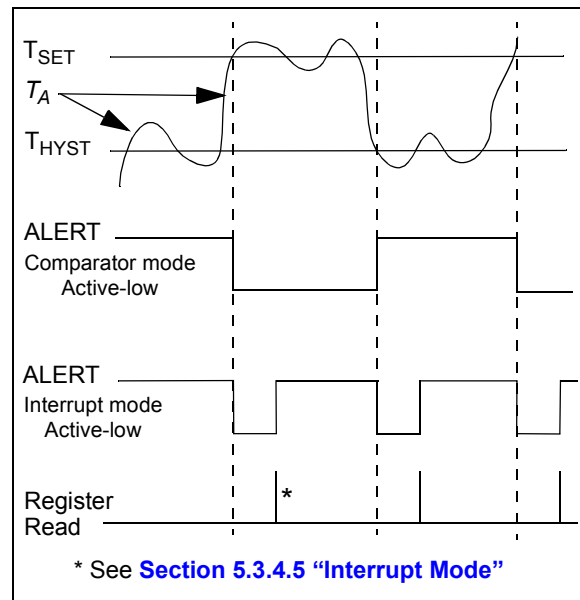 TSET
TA
THYST
ALERT
Comparator mode
Active-low
ALERT
Interrupt mode
Active-low
Register
Read
*
* See Section 5.3.4.5 “Interrupt Mode”